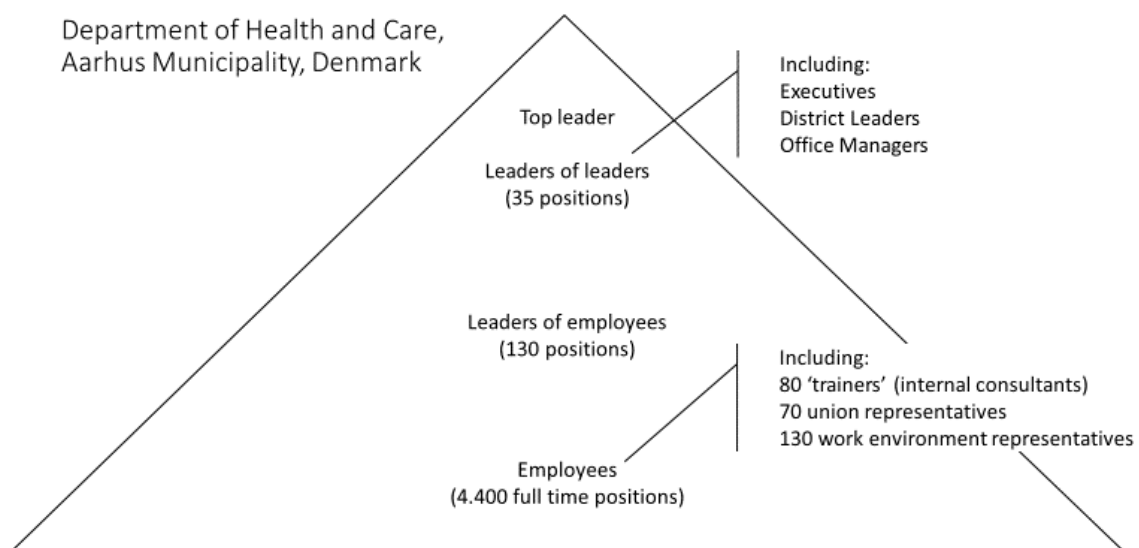 Department of Health and Care,
Aarhus Municipality, Denmark
Top leader
Leaders of leaders
(35 positions)
Including:
Executives
District Leaders
Office Managers
Leaders of employees
(130 positions)
Including:
80 ‘trainers’ (internal consultants)
70 union representatives
130 work environment representatives
Employees
(4.400 full time positions)